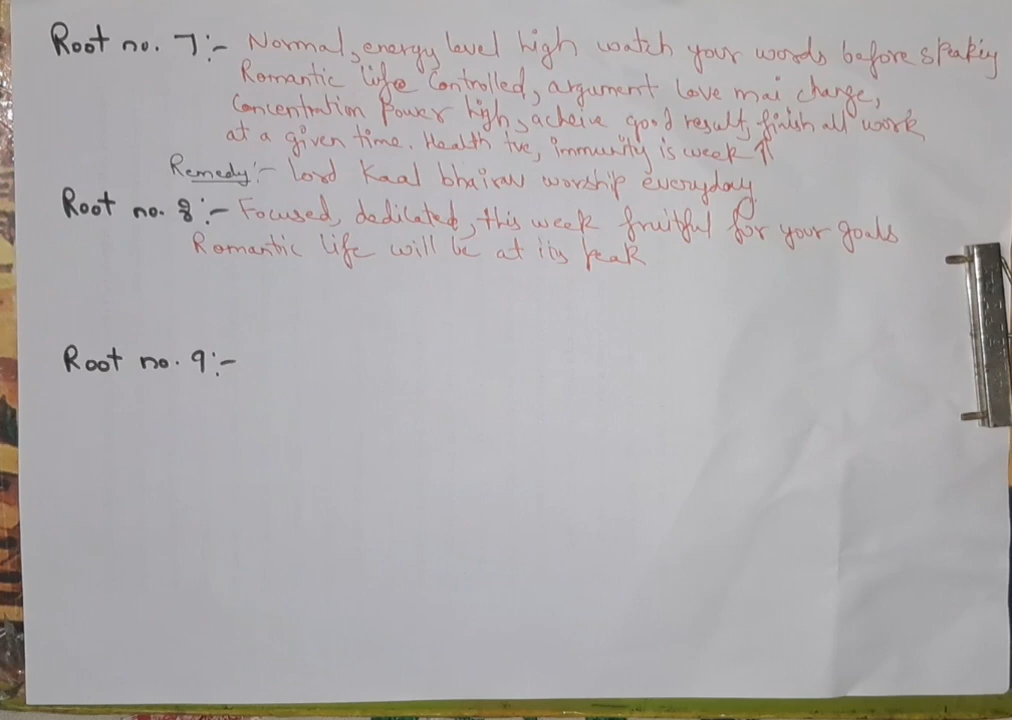 Root no. 7:- Normal, energy level high watch your words before speaking
Romantic life controlled, argument love mai change,
Concentration Power high, acheive good result, finish all work
at a given time. Health +ve, immunity is week ↑
Remedy:- Lord Kaal bhairav worship everyday
Root no. 8:- Focused, dedicated, this week fruitful for your goals
Romantic life will be at its peak
Root no. 9:-